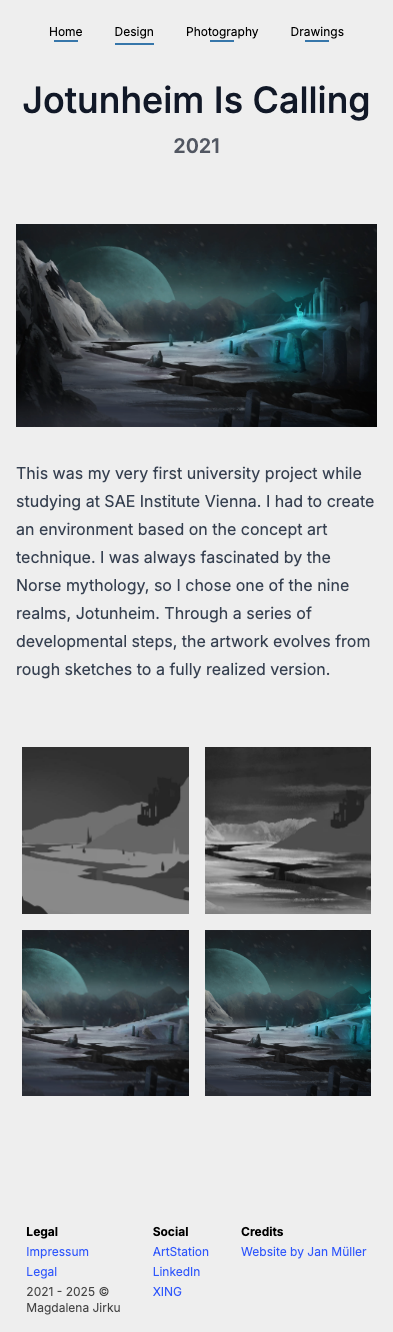 Home Design Photography Drawings
Jotunheim Is Calling
2021
This was my very first university project while
studying at SAE Institute Vienna. I had to create
an environment based on the concept art
technique. I was always fascinated by the
Norse mythology, so I chose one of the nine
realms, Jotunheim. Through a series of
developmental steps, the artwork evolves from
rough sketches to a fully realized version.
Legal
Impressum
Legal
2021 - 2025 ©
Magdalena Jirku
Social
ArtStation
LinkedIn
XING
Credits
Website by Jan Müller